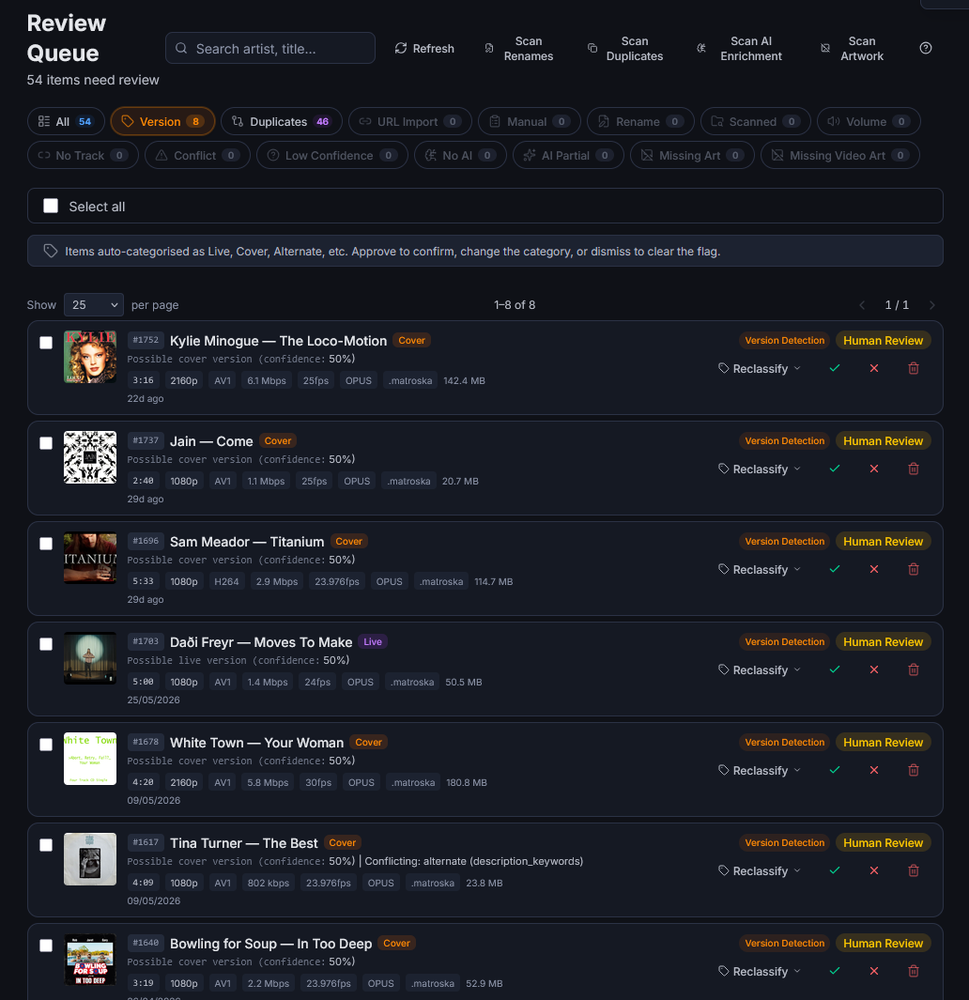 Review Queue
54 items need review
Search artist, title...
Refresh
Scan Renames
Scan Duplicates
Scan AI Enrichment
Scan Artwork
All 54
Version 8
Duplicates 46
URL Import 0
Manual 0
Rename 0
Scanned 0
Volume 0
No Track 0
Conflict 0
Low Confidence 0
No AI 0
AI Partial 0
Missing Art 0
Missing Video Art 0
Select all
Items auto-categorised as Live, Cover, Alternate, etc. Approve to confirm, change the category, or dismiss to clear the flag.
Show 25 per page
1–8 of 8
1 / 1
KYLIE
#1752 Kylie Minogue — The Loco-Motion Cover
Version Detection Human Review
Possible cover version (confidence: 50%)
Reclassify
3:16 2160p AV1 6.1 Mbps 25fps OPUS .matroska 142.4 MB
22d ago
#1737 Jain — Come Cover
Version Detection Human Review
Possible cover version (confidence: 50%)
Reclassify
2:40 1080p AV1 1.1 Mbps 25fps OPUS .matroska 20.7 MB
29d ago
ITANIUM
#1696 Sam Meador — Titanium Cover
Version Detection Human Review
Possible cover version (confidence: 50%)
Reclassify
5:33 1080p H264 2.9 Mbps 23.976fps OPUS .matroska 114.7 MB
29d ago
#1703 Daði Freyr — Moves To Make Live
Version Detection Human Review
Possible live version (confidence: 50%)
Reclassify
5:00 1080p AV1 1.4 Mbps 24fps OPUS .matroska 50.5 MB
25/05/2026
White Town
#1678 White Town — Your Woman Cover
Version Detection Human Review
Possible cover version (confidence: 50%)
Reclassify
4:20 2160p AV1 5.8 Mbps 30fps OPUS .matroska 180.8 MB
09/05/2026
#1617 Tina Turner — The Best Cover
Version Detection Human Review
Possible cover version (confidence: 50%) | Conflicting: alternate (description_keywords)
Reclassify
4:09 1080p AV1 802 kbps 23.976fps OPUS .matroska 23.8 MB
09/05/2026
BOWLING
FOR SOUP
IN TOO DEEP
#1640 Bowling for Soup — In Too Deep Cover
Version Detection Human Review
Possible cover version (confidence: 50%)
Reclassify
3:19 1080p AV1 2.2 Mbps 23.976fps OPUS .matroska 52.9 MB